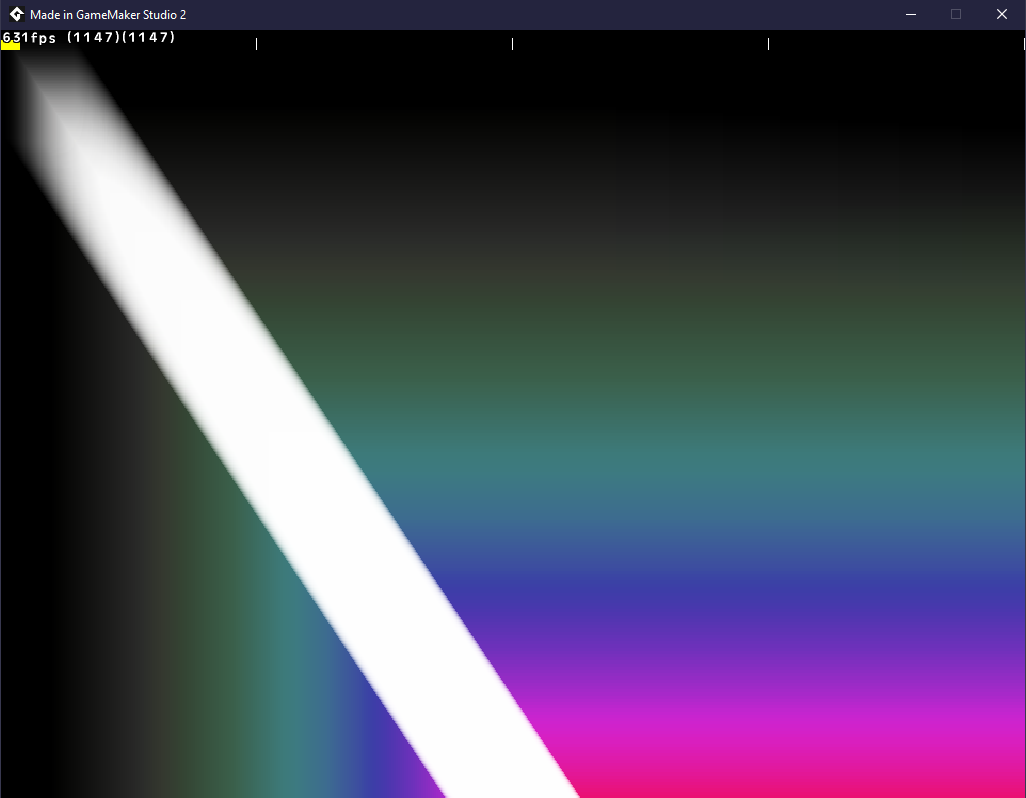 Made in GameMaker Studio 2
631fps (1147)(1147)